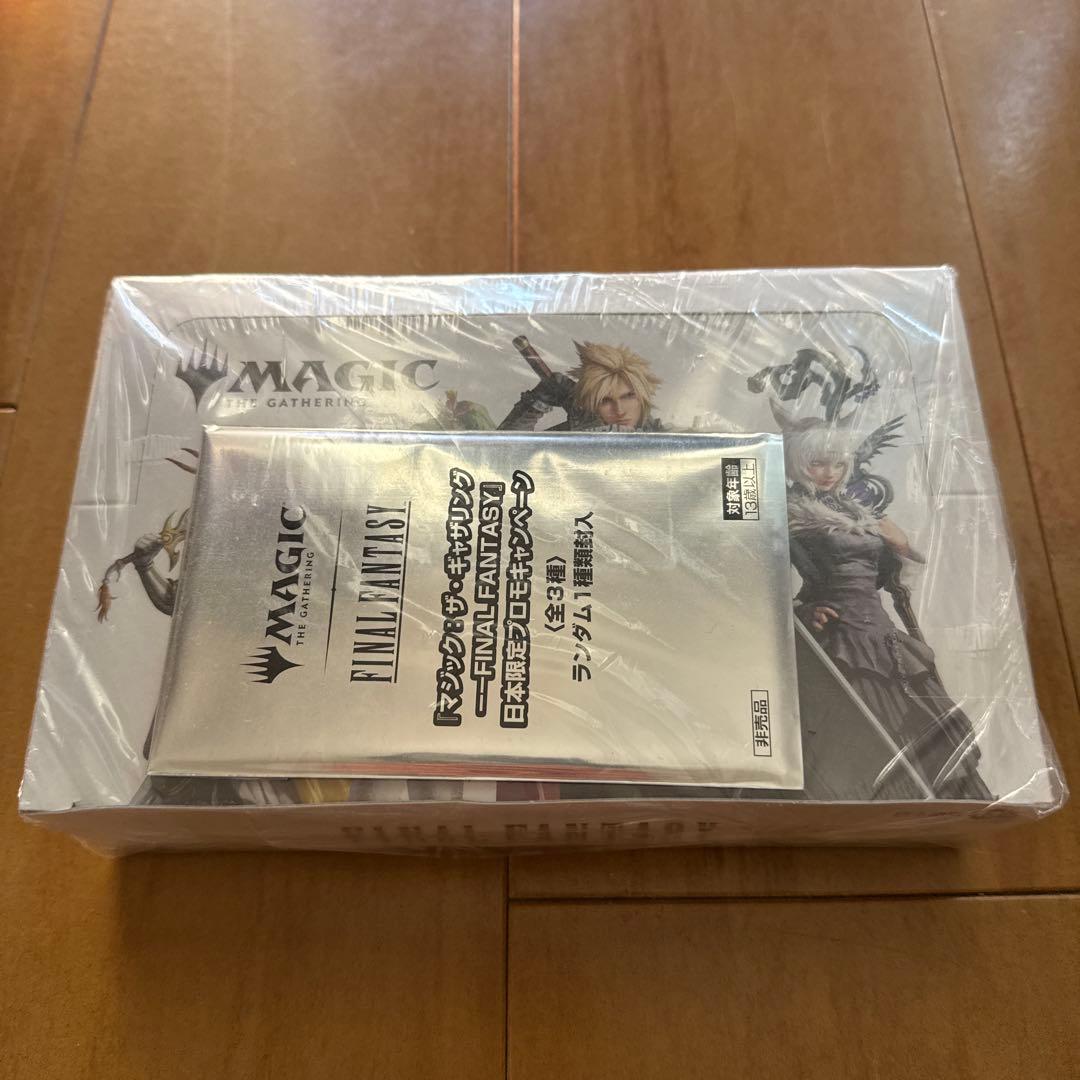 MAGIC
THE GATHERING
MAGIC
THE GATHERING
FINAL FANTASY
『マジック:ザ・ギャザリング
——FINAL FANTASY』
日本限定プロモキャンペーン
〈全3種〉
ランダム1種類封入
対象年齢
13歳以上
非売品
FINAL FANTASY